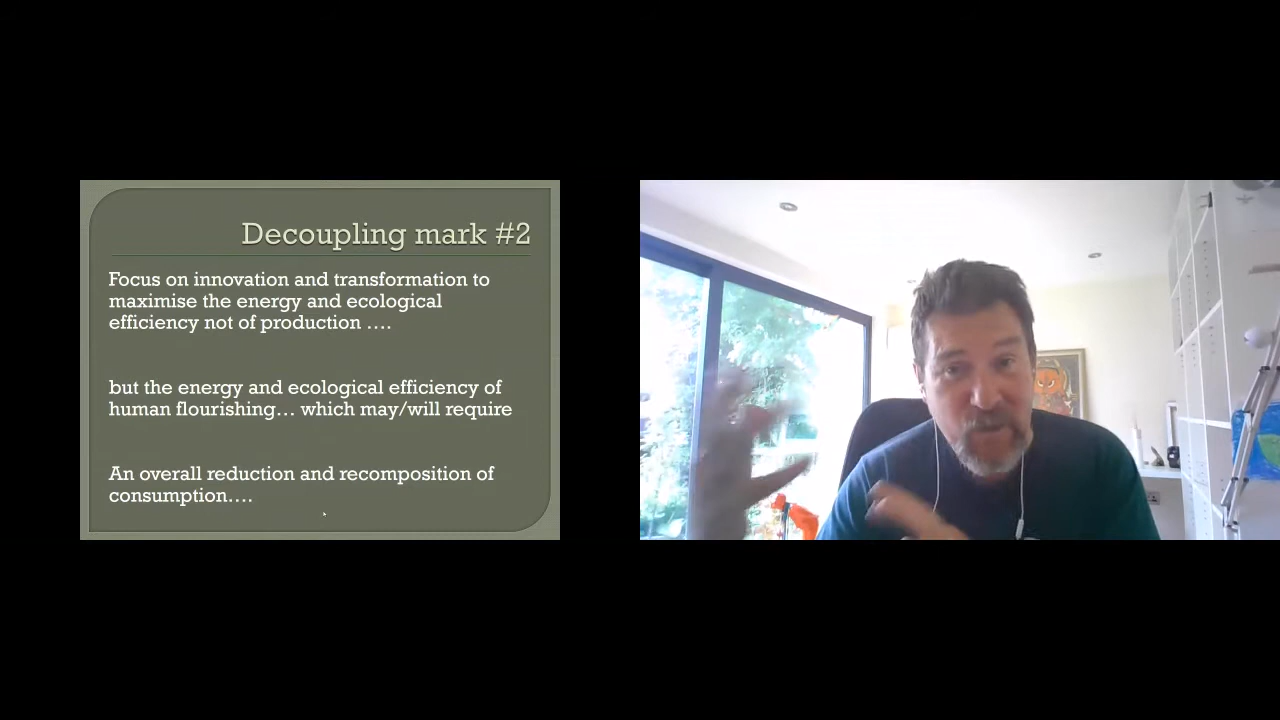 Decoupling mark #2
Focus on innovation and transformation to
maximise the energy and ecological
efficiency not of production ….
but the energy and ecological efficiency of
human flourishing… which may/will require
An overall reduction and recomposition of
consumption….